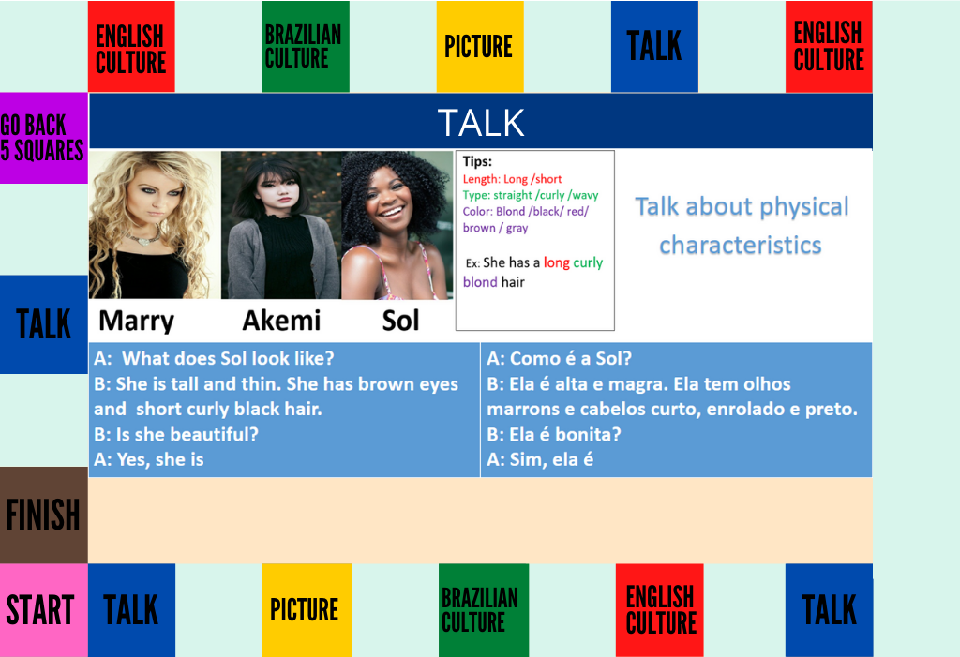 ENGLISH
CULTURE
BRAZILIAN
CULTURE
PICTURE
TALK
ENGLISH
CULTURE
GO BACK
5 SQUARES
TALK
Tips:
Length: Long /short
Type: straight /curly /wavy
Color: Blond /black/ red/
brown / gray
Ex: She has a long curly
blond hair
Talk about physical
characteristics
Marry
Akemi
Sol
TALK
A: What does Sol look like?
B: She is tall and thin. She has brown eyes
and short curly black hair.
B: Is she beautiful?
A: Yes, she is
A: Como é a Sol?
B: Ela é alta e magra. Ela tem olhos
marrons e cabelos curto, enrolado e preto.
B: Ela é bonita?
A: Sim, ela é
FINISH
START
TALK
PICTURE
BRAZILIAN
CULTURE
ENGLISH
CULTURE
TALK